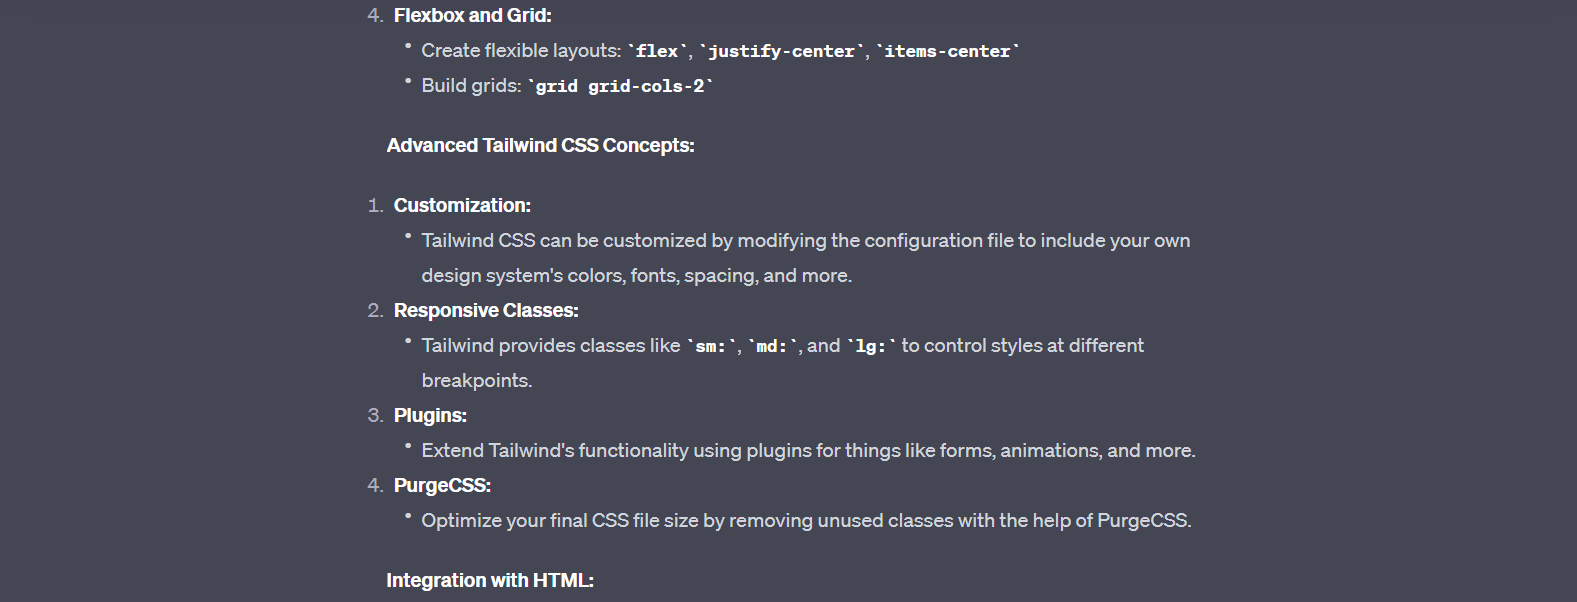 4. Flexbox and Grid:
• Create flexible layouts: `flex`, `justify-center`, `items-center`
• Build grids: `grid grid-cols-2`
Advanced Tailwind CSS Concepts:
1. Customization:
• Tailwind CSS can be customized by modifying the configuration file to include your own
design system's colors, fonts, spacing, and more.
2. Responsive Classes:
• Tailwind provides classes like `sm:`, `md:`, and `lg:` to control styles at different
breakpoints.
3. Plugins:
• Extend Tailwind's functionality using plugins for things like forms, animations, and more.
4. PurgeCSS:
• Optimize your final CSS file size by removing unused classes with the help of PurgeCSS.
Integration with HTML: